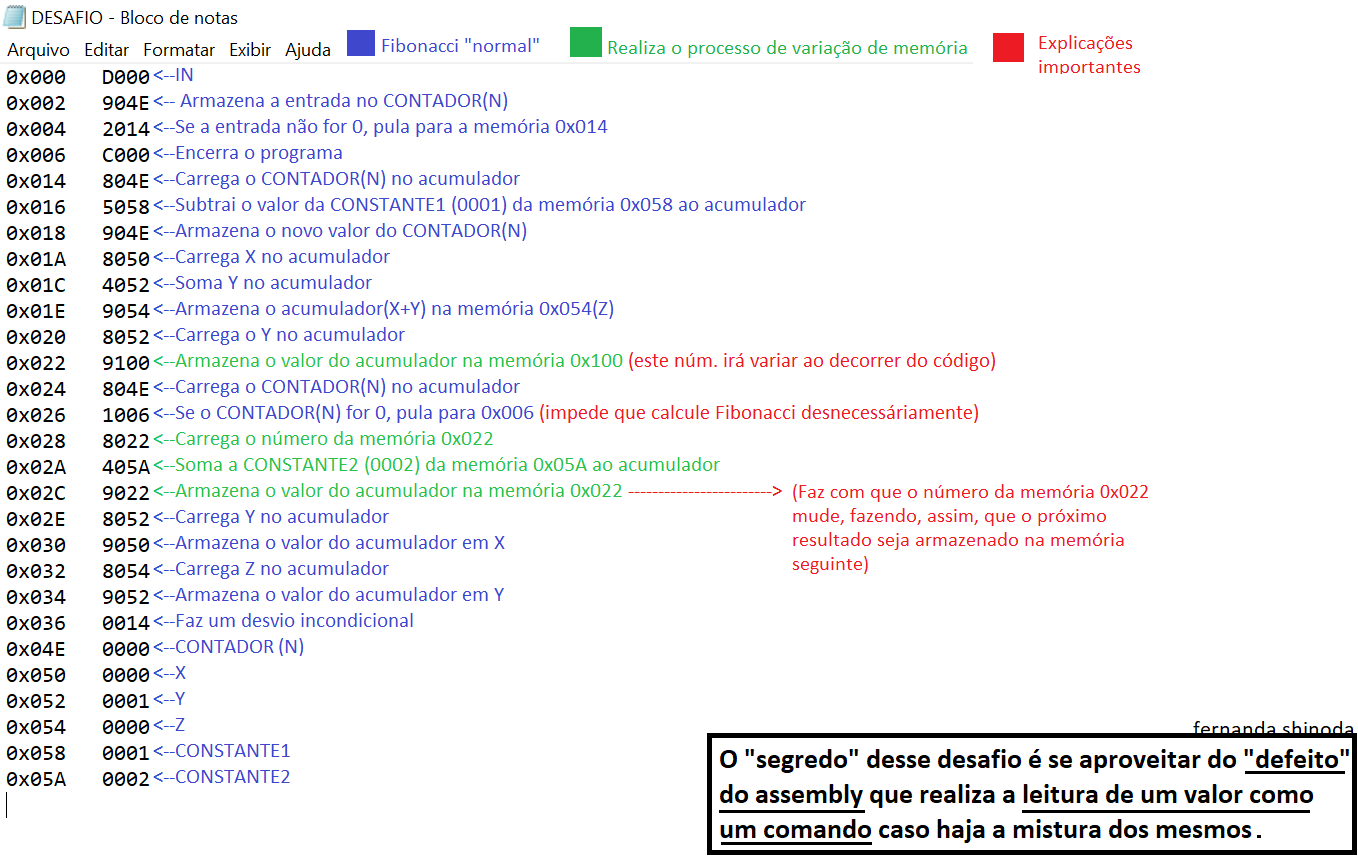 DESAFIO - Bloco de notas
Arquivo Editar Formatar Exibir Ajuda Fibonacci "normal" Realiza o processo de variação de memória Explicações
importantes
0x000 D000<--IN
0x002 904E<-- Armazena a entrada no CONTADOR(N)
0x004 2014<--Se a entrada não for 0, pula para a memória 0x014
0x006 C000<--Encerra o programa
0x014 804E<--Carrega o CONTADOR(N) no acumulador
0x016 5058<--Subtrai o valor da CONSTANTE1 (0001) da memória 0x058 ao acumulador
0x018 904E<--Armazena o novo valor do CONTADOR(N)
0x01A 8050<--Carrega X no acumulador
0x01C 4052<--Soma Y no acumulador
0x01E 9054<--Armazena o acumulador(X+Y) na memória 0x054(Z)
0x020 8052<--Carrega o Y no acumulador
0x022 9100<--Armazena o valor do acumulador na memória 0x100 (este núm. irá variar ao decorrer do código)
0x024 804E<--Carrega o CONTADOR(N) no acumulador
0x026 1006<--Se o CONTADOR(N) for 0, pula para 0x006 (impede que calcule Fibonacci desnecessáriamente)
0x028 8022<--Carrega o número da memória 0x022
0x02A 405A<--Soma a CONSTANTE2 (0002) da memória 0x05A ao acumulador
0x02C 9022<--Armazena o valor do acumulador na memória 0x022 ------------------------> (Faz com que o número da memória 0x022
0x02E 8052<--Carrega Y no acumulador mude, fazendo, assim, que o próximo
0x030 9050<--Armazena o valor do acumulador em X resultado seja armazenado na memória
0x032 8054<--Carrega Z no acumulador seguinte)
0x034 9052<--Armazena o valor do acumulador em Y
0x036 0014<--Faz um desvio incondicional
0x04E 0000<--CONTADOR (N)
0x050 0000<--X
0x052 0001<--Y
0x054 0000<--Z
0x058 0001<--CONSTANTE1
0x05A 0002<--CONSTANTE2
fernanda shinoda
O "segredo" desse desafio é se aproveitar do "defeito"
do assembly que realiza a leitura de um valor como
um comando caso haja a mistura dos mesmos.